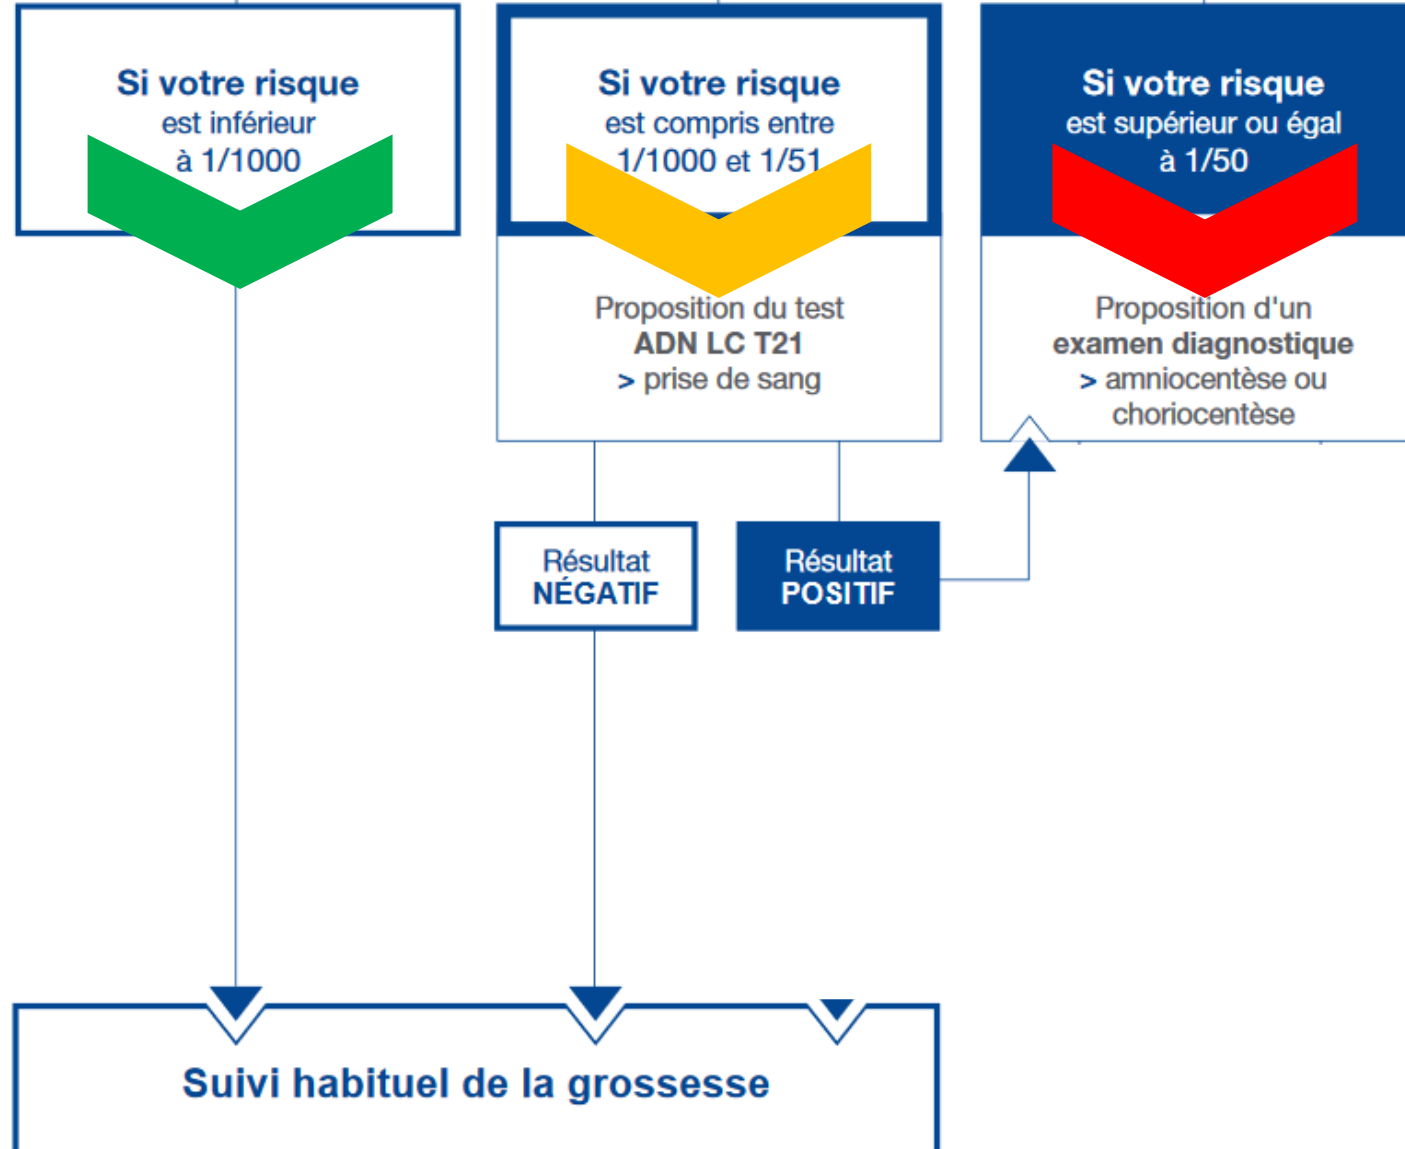 Si votre risque
est inférieur
à 1/1000
Si votre risque
est compris entre
1/1000 et 1/51
Proposition du test
ADN LC T21
> prise de sang
Si votre risque
est supérieur ou égal
à 1/50
Proposition d'un
examen diagnostique
> amniocentèse ou
choriocentèse
Résultat
NÉGATIF
Résultat
POSITIF
Suivi habituel de la grossesse